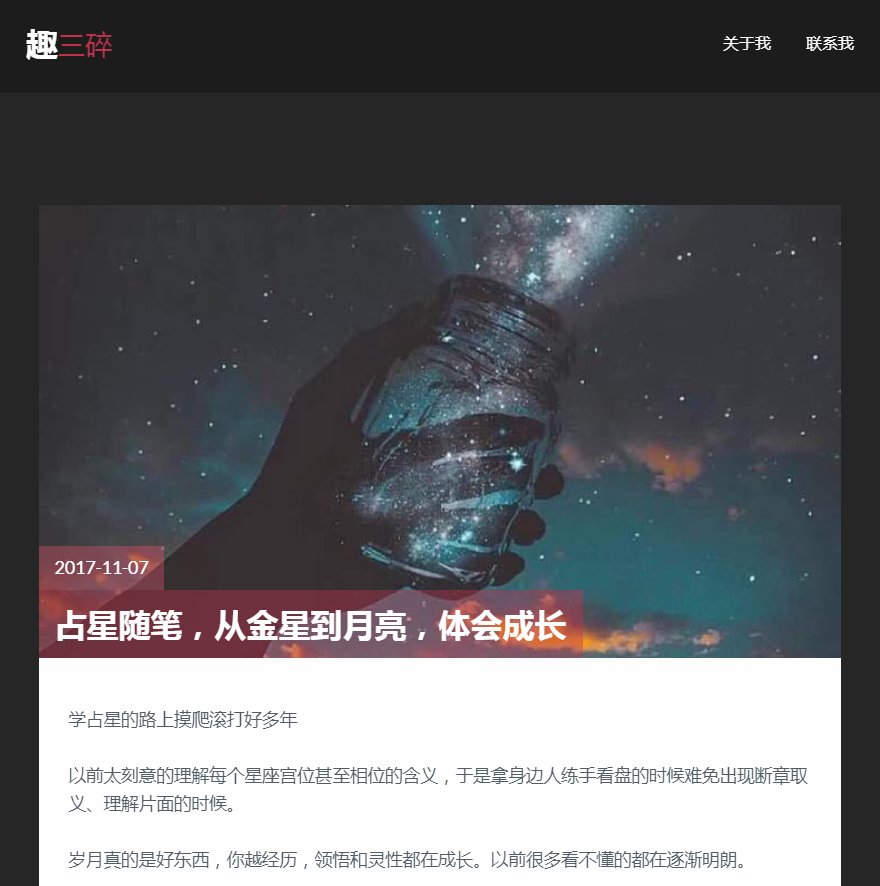 趣三碎
关于我 联系我
2017-11-07
占星随笔，从金星到月亮，体会成长
学占星的路上摸爬滚打好多年
以前太刻意的理解每个星座宫位甚至相位的含义，于是拿身边人练手看盘的时候难免出现断章取
义、理解片面的时候。
岁月真的是好东西，你越经历，领悟和灵性都在成长。以前很多看不懂的都在逐渐明朗。